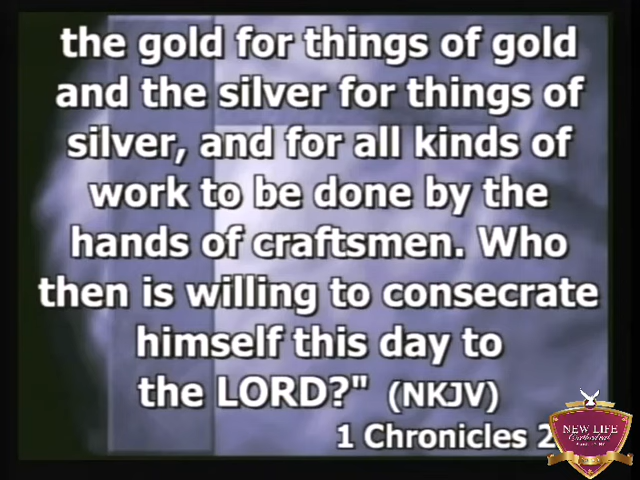 the gold for things of gold
and the silver for things of
silver, and for all kinds of
work to be done by the
hands of craftsmen. Who
then is willing to consecrate
himself this day to
the LORD?" (NKJV)
1 Chronicles 2
NEW LIFE
Cathedral